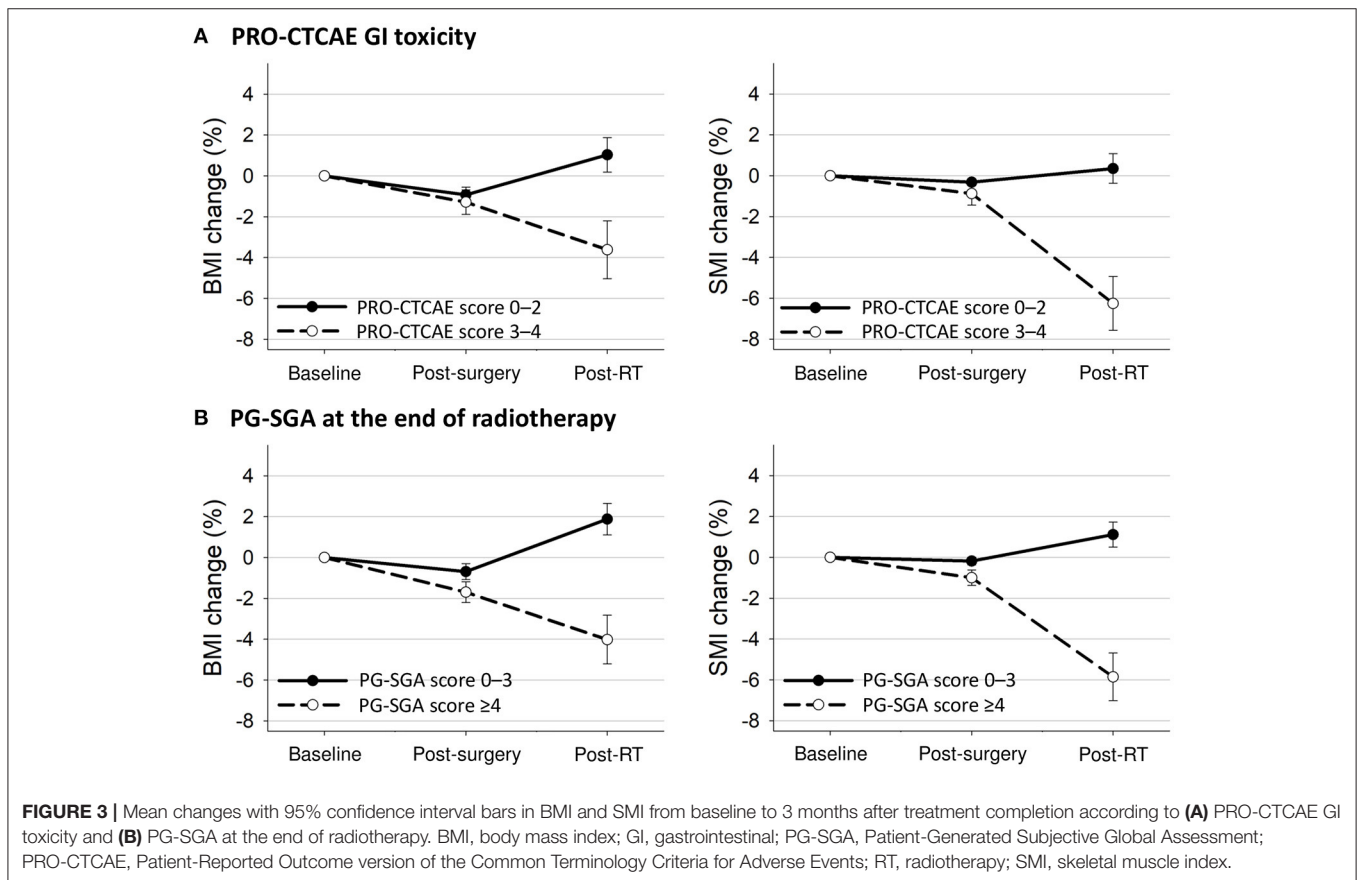 A PRO-CTCAE GI toxicity
4
2
0
-2
-4
-6
-8
BMI change (%)
PRO-CTCAE score 0–2
PRO-CTCAE score 3–4
Baseline Post-surgery Post-RT
4
2
0
-2
-4
-6
-8
SMI change (%)
PRO-CTCAE score 0–2
PRO-CTCAE score 3–4
Baseline Post-surgery Post-RT
B PG-SGA at the end of radiotherapy
4
2
0
-2
-4
-6
-8
BMI change (%)
PG-SGA score 0–3
PG-SGA score ≥4
Baseline Post-surgery Post-RT
4
2
0
-2
-4
-6
-8
SMI change (%)
PG-SGA score 0–3
PG-SGA score ≥4
Baseline Post-surgery Post-RT
FIGURE 3 | Mean changes with 95% confidence interval bars in BMI and SMI from baseline to 3 months after treatment completion according to (A) PRO-CTCAE GI
toxicity and (B) PG-SGA at the end of radiotherapy. BMI, body mass index; GI, gastrointestinal; PG-SGA, Patient-Generated Subjective Global Assessment;
PRO-CTCAE, Patient-Reported Outcome version of the Common Terminology Criteria for Adverse Events; RT, radiotherapy; SMI, skeletal muscle index.